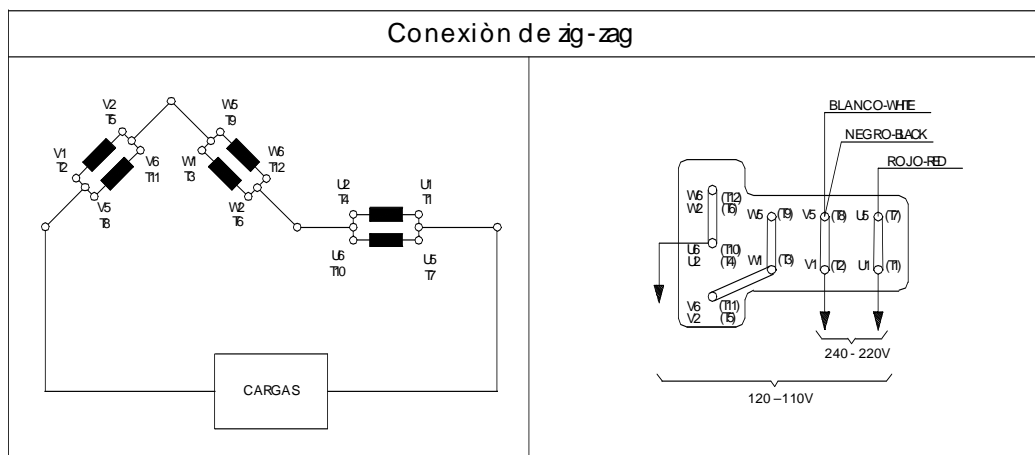 Conexiòn de zig-zag
V2
T5
V1
T2
V6
T11
V5
T8
W5
T9
W1
T3
W6
T12
W2
T6
U2
T4
U1
T1
U6
T10
U5
T7
CARGAS
BLANCO-WHITE
NEGRO-BLACK
ROJO-RED
W6 (T12)
W2 (T6)
W5 (T9)
V5 (T8)
U5 (T7)
U6 (T10)
U2 (T4)
W1 (T3)
V1 (T2)
U1 (T1)
V6 (T11)
V2 (T5)
240-220V
120–110V